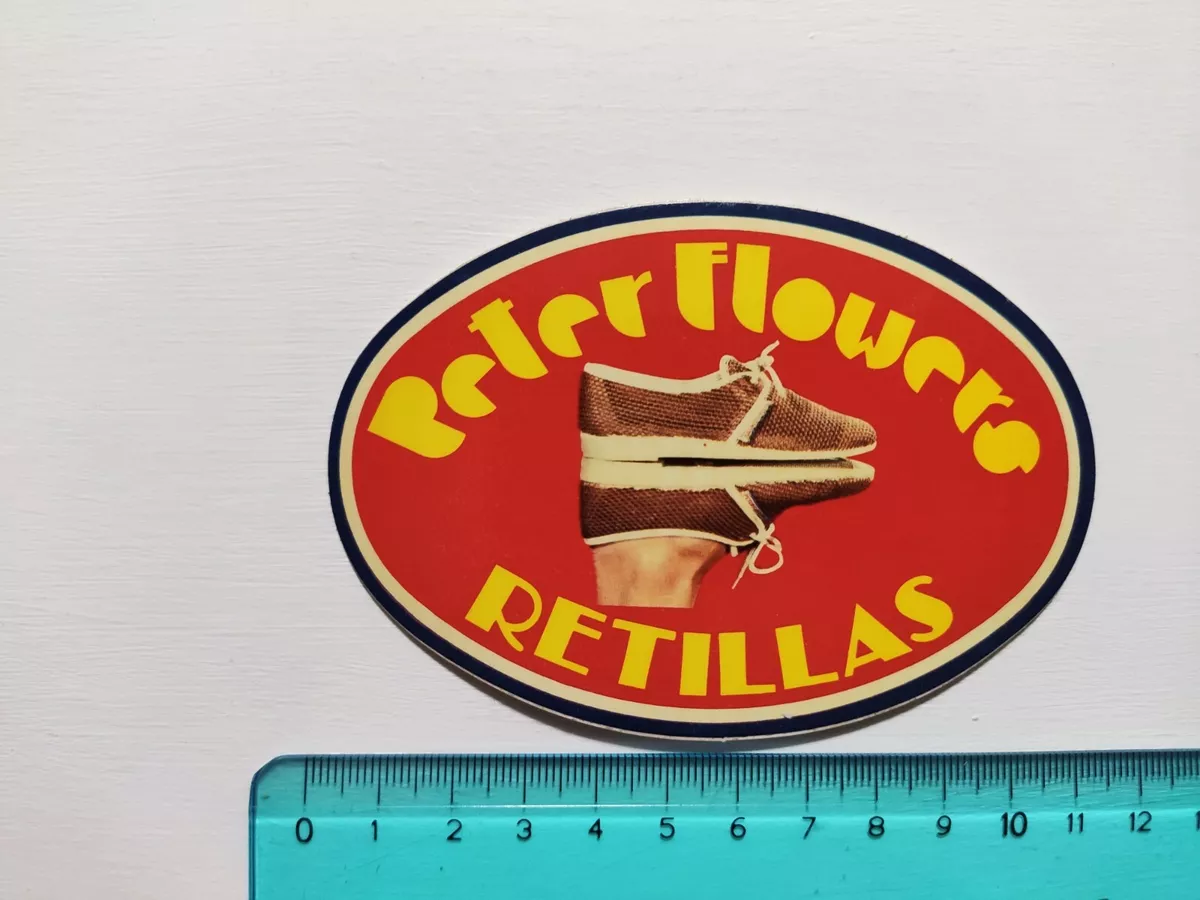 Peter Flowers
RETILLAS
0 1 2 3 4 5 6 7 8 9 10 11 12